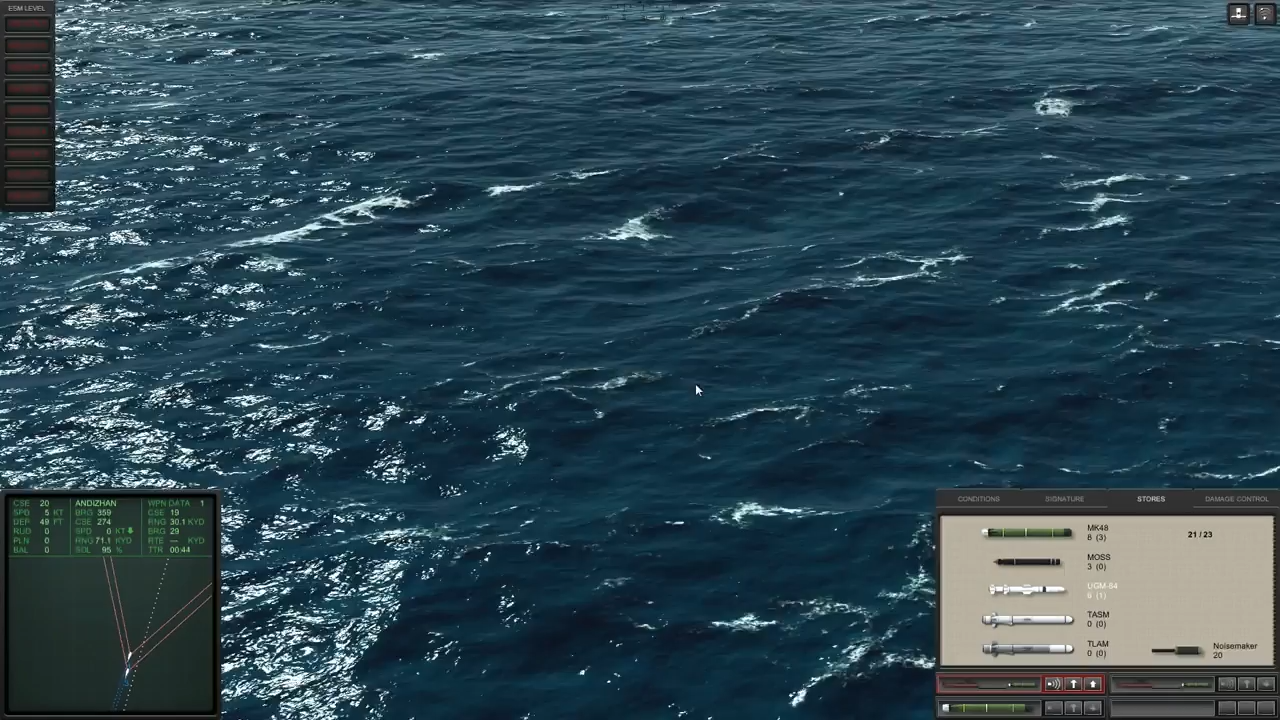 ESM LEVEL
CSE 20 ANDIZHAN WPN DATA 1
SPD 5 KT BRG 359 CSE 19
DEP 49 FT CSE 274 RNG 30.1 KYD
RUD 0 SPD 0 KT BRG 29
PLN 0 RNG 71.1 KYD RTE --- KYD
BAL 0 SOL 95 % TTR 00:44
CONDITIONS SIGNATURE STORES DAMAGE CONTROL
MK48
8 (3)
21 / 23
MOSS
3 (0)
UGM-84
6 (1)
TASM
0 (0)
TLAM
0 (0)
Noisemaker
20